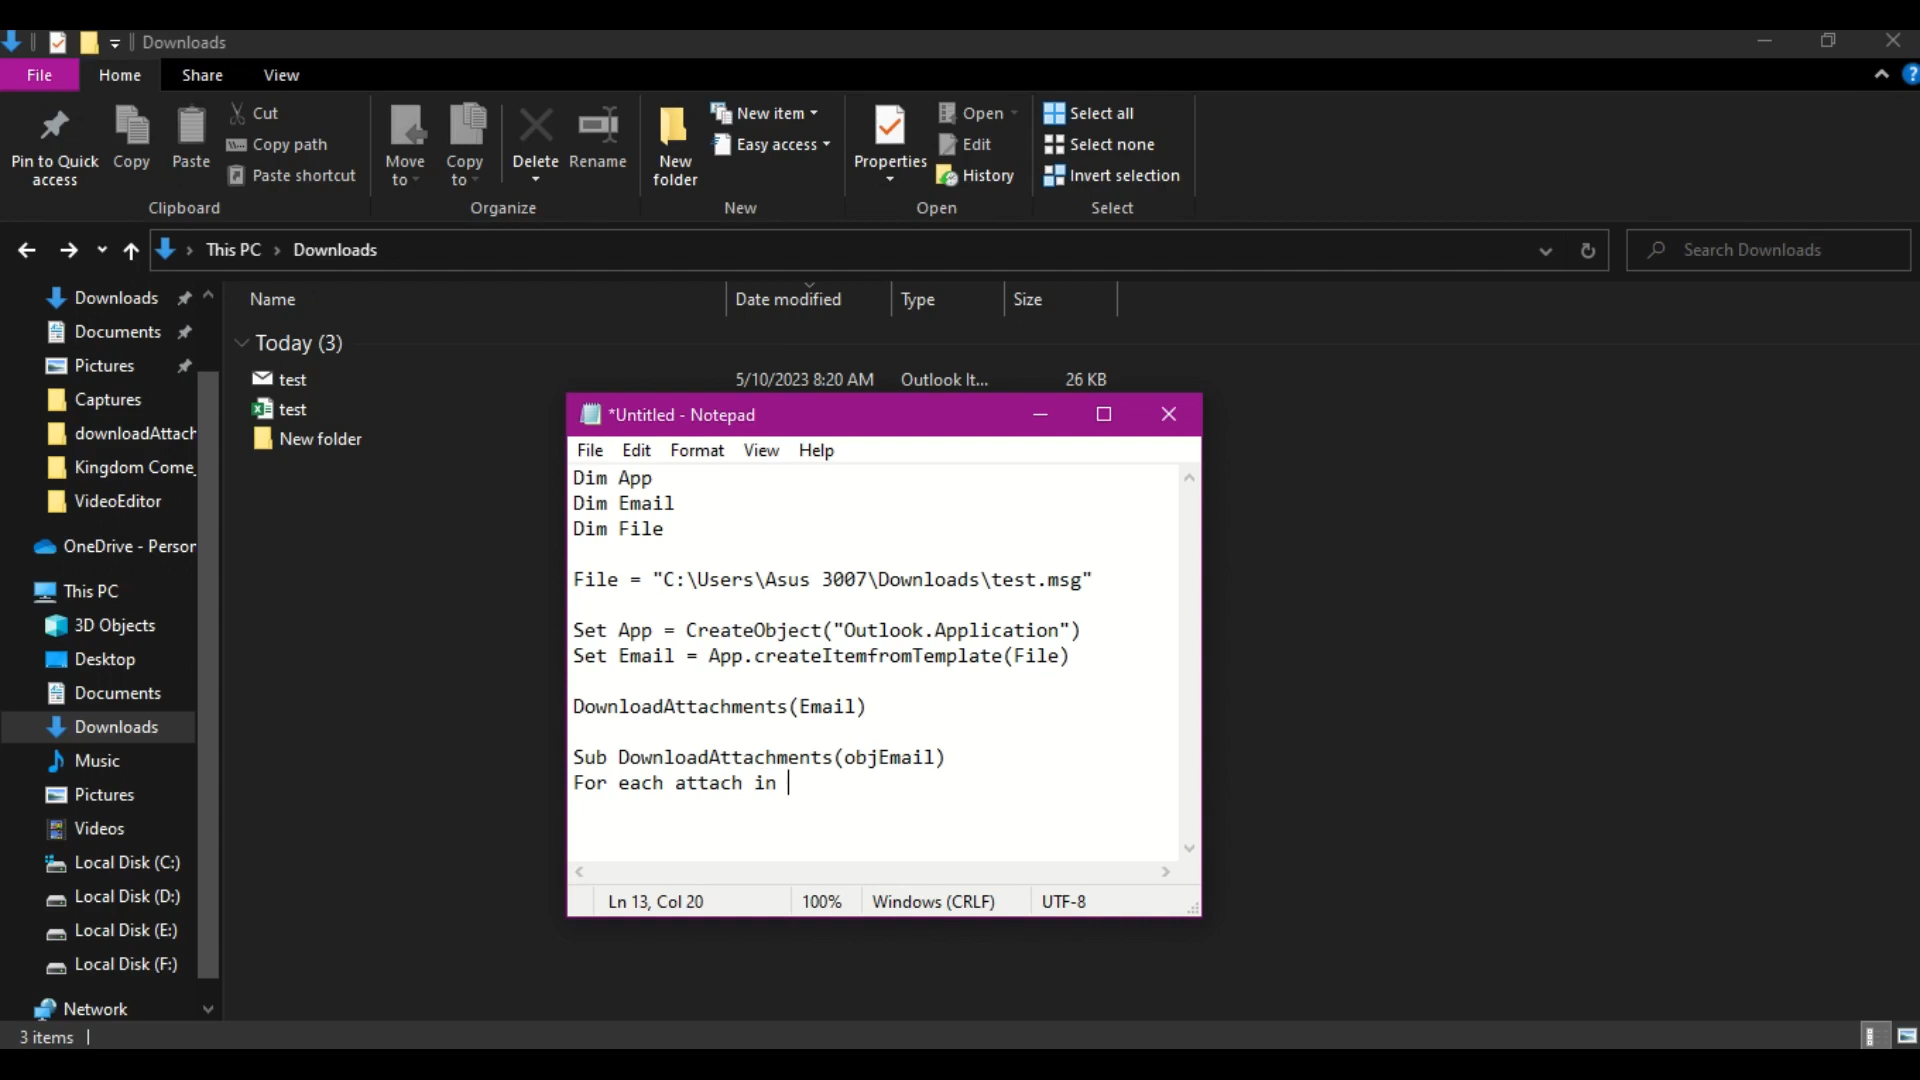 Downloads
File Home Share View
Pin to Quick access
Copy
Paste
Cut
Copy path
Paste shortcut
Clipboard
Move to
Copy to
Delete
Rename
Organize
New folder
New item
Easy access
New
Properties
Open
Edit
History
Open
Select all
Select none
Invert selection
Select
This PC > Downloads
Search Downloads
Downloads
Documents
Pictures
Captures
downloadAttach
Kingdom Come_
VideoEditor
OneDrive - Person
This PC
3D Objects
Desktop
Documents
Downloads
Music
Pictures
Videos
Local Disk (C:)
Local Disk (D:)
Local Disk (E:)
Local Disk (F:)
Network
Name Date modified Type Size
Today (3)
test 5/10/2023 8:20 AM Outlook It... 26 KB
test
New folder
*Untitled - Notepad
File Edit Format View Help
Dim App
Dim Email
Dim File
File = "C:\Users\Asus 3007\Downloads\test.msg"
Set App = CreateObject("Outlook.Application")
Set Email = App.createItemfromTemplate(File)
DownloadAttachments(Email)
Sub DownloadAttachments(objEmail)
For each attach in
Ln 13, Col 20 100% Windows (CRLF) UTF-8
3 items